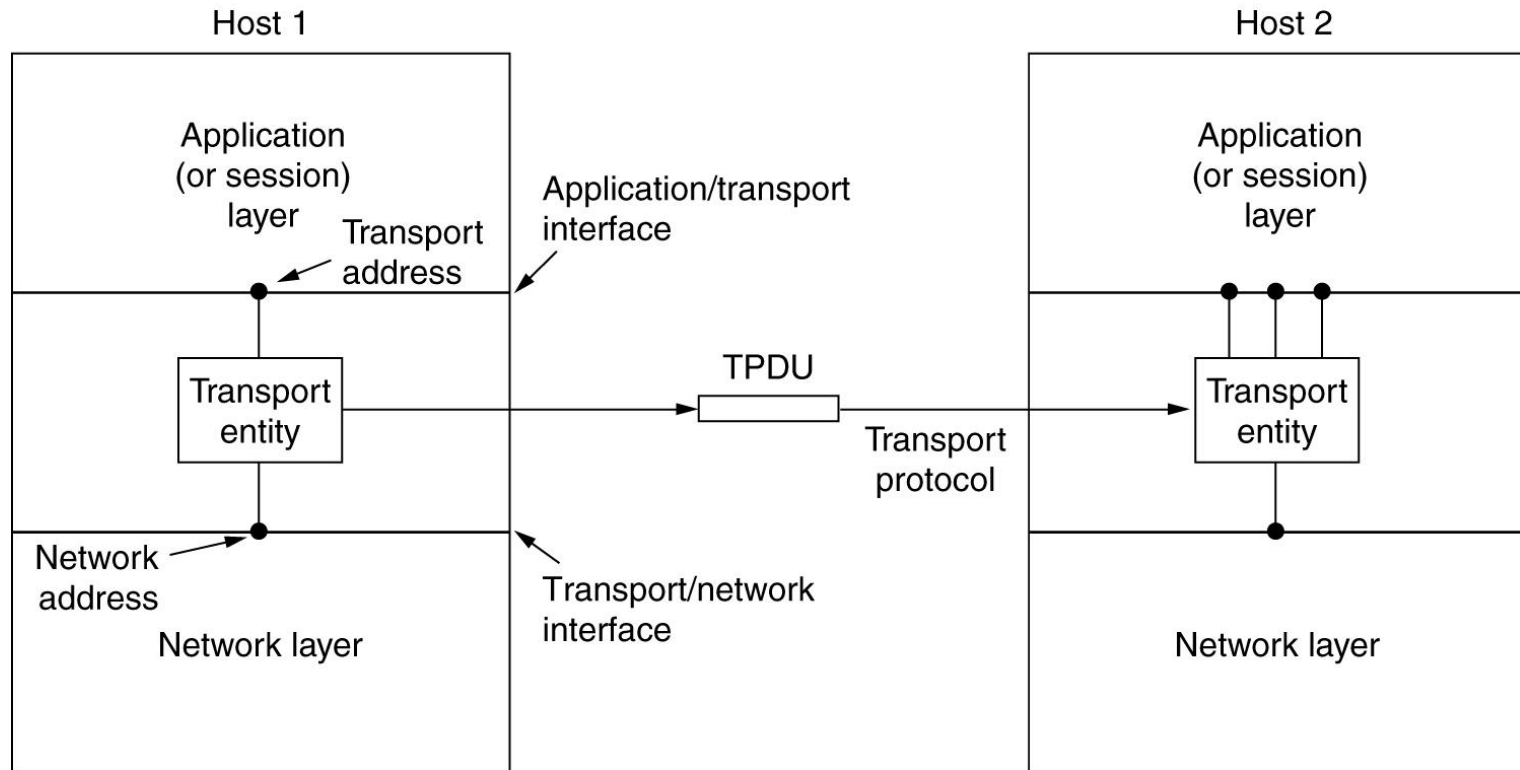 Host 1
Host 2
Application
(or session)
layer
Transport
address
Application/transport
interface
Application
(or session)
layer
Transport
entity
TPDU
Transport
protocol
Transport
entity
Network
address
Transport/network
interface
Network layer
Network layer